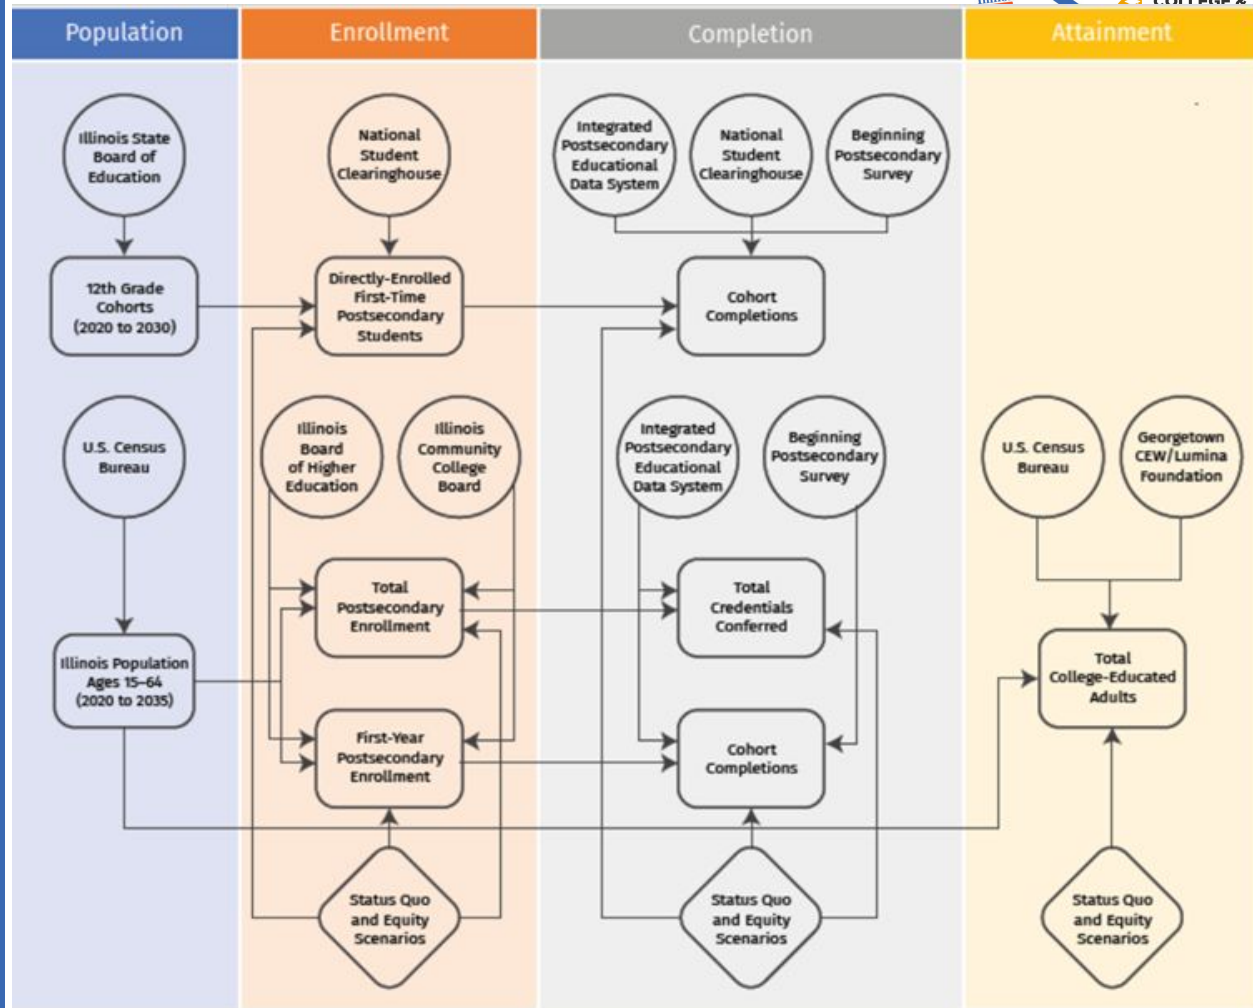 COLLEGE &
Population
Enrollment
Completion
Attainment
Illinois State
Board of
Education
National
Student
Clearinghouse
Integrated
Postsecondary
Educational
Data System
National
Student
Clearinghouse
Beginning
Postsecondary
Survey
12th Grade
Cohorts
(2020 to 2030)
Directly-Enrolled
First-Time
Postsecondary
Students
Cohort
Completions
U.S. Census
Bureau
Illinois
Board
of Higher
Education
Illinois
Community
College
Board
Integrated
Postsecondary
Educational
Data System
Beginning
Postsecondary
Survey
U.S. Census
Bureau
Georgetown
CEW/Lumina
Foundation
Total
Postsecondary
Enrollment
Total
Credentials
Conferred
Illinois Population
Ages 15–64
(2020 to 2035)
Total
College-Educated
Adults
First-Year
Postsecondary
Enrollment
Cohort
Completions
Status Quo
and Equity
Scenarios
Status Quo
and Equity
Scenarios
Status Quo
and Equity
Scenarios